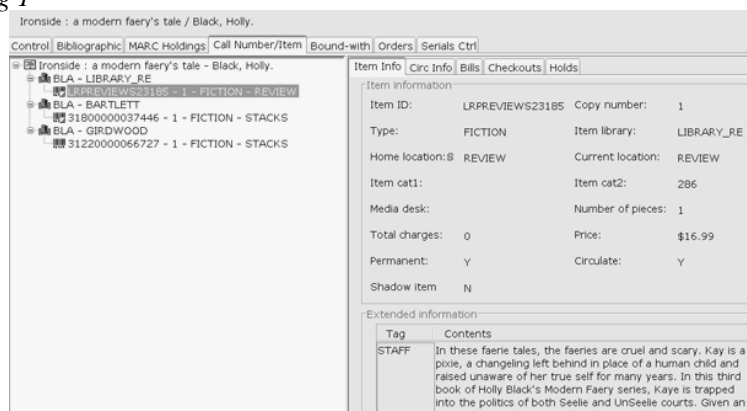 Ironside : a modern faery's tale / Black, Holly.
Control Bibliographic MARC Holdings Call Number/Item Bound-with Orders Serials Ctrl
Ironside : a modern faery's tale - Black, Holly.
BLA - LIBRARY_RE
LRPREVIEWS23185 - 1 - FICTION - REVIEW
BLA - BARTLETT
31800000037446 - 1 - FICTION - STACKS
BLA - GIRDWOOD
31220000066727 - 1 - FICTION - STACKS
Item Info Circ Info Bills Checkouts Holds
Item information
Item ID: LRPREVIEWS23185 Copy number: 1
Type: FICTION Item library: LIBRARY_RE
Home location:S REVIEW Current location: REVIEW
Item cat1: Item cat2: 286
Media desk: Number of pieces: 1
Total charges: 0 Price: $16.99
Permanent: Y Circulate: Y
Shadow item N
Extended information
Tag Contents
STAFF In these faerie tales, the faeries are cruel and scary. Kay is a
pixie, a changeling left behind in place of a human child and
raised unaware of her true self for many years. In this third
book of Holly Black's Modern Faery series, Kaye is trapped
into the politics of both Seelie and UnSeelie courts. Given an